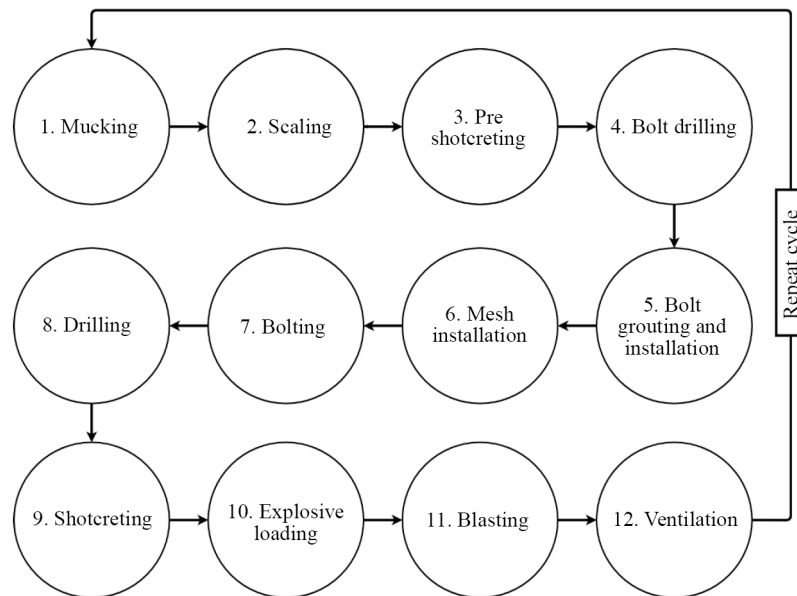 1. Mucking
2. Scaling
3. Pre
shotcreting
4. Bolt drilling
5. Bolt
grouting and
installation
6. Mesh
installation
7. Bolting
8. Drilling
9. Shotcreting
10. Explosive
loading
11. Blasting
12. Ventilation
Repeat cycle